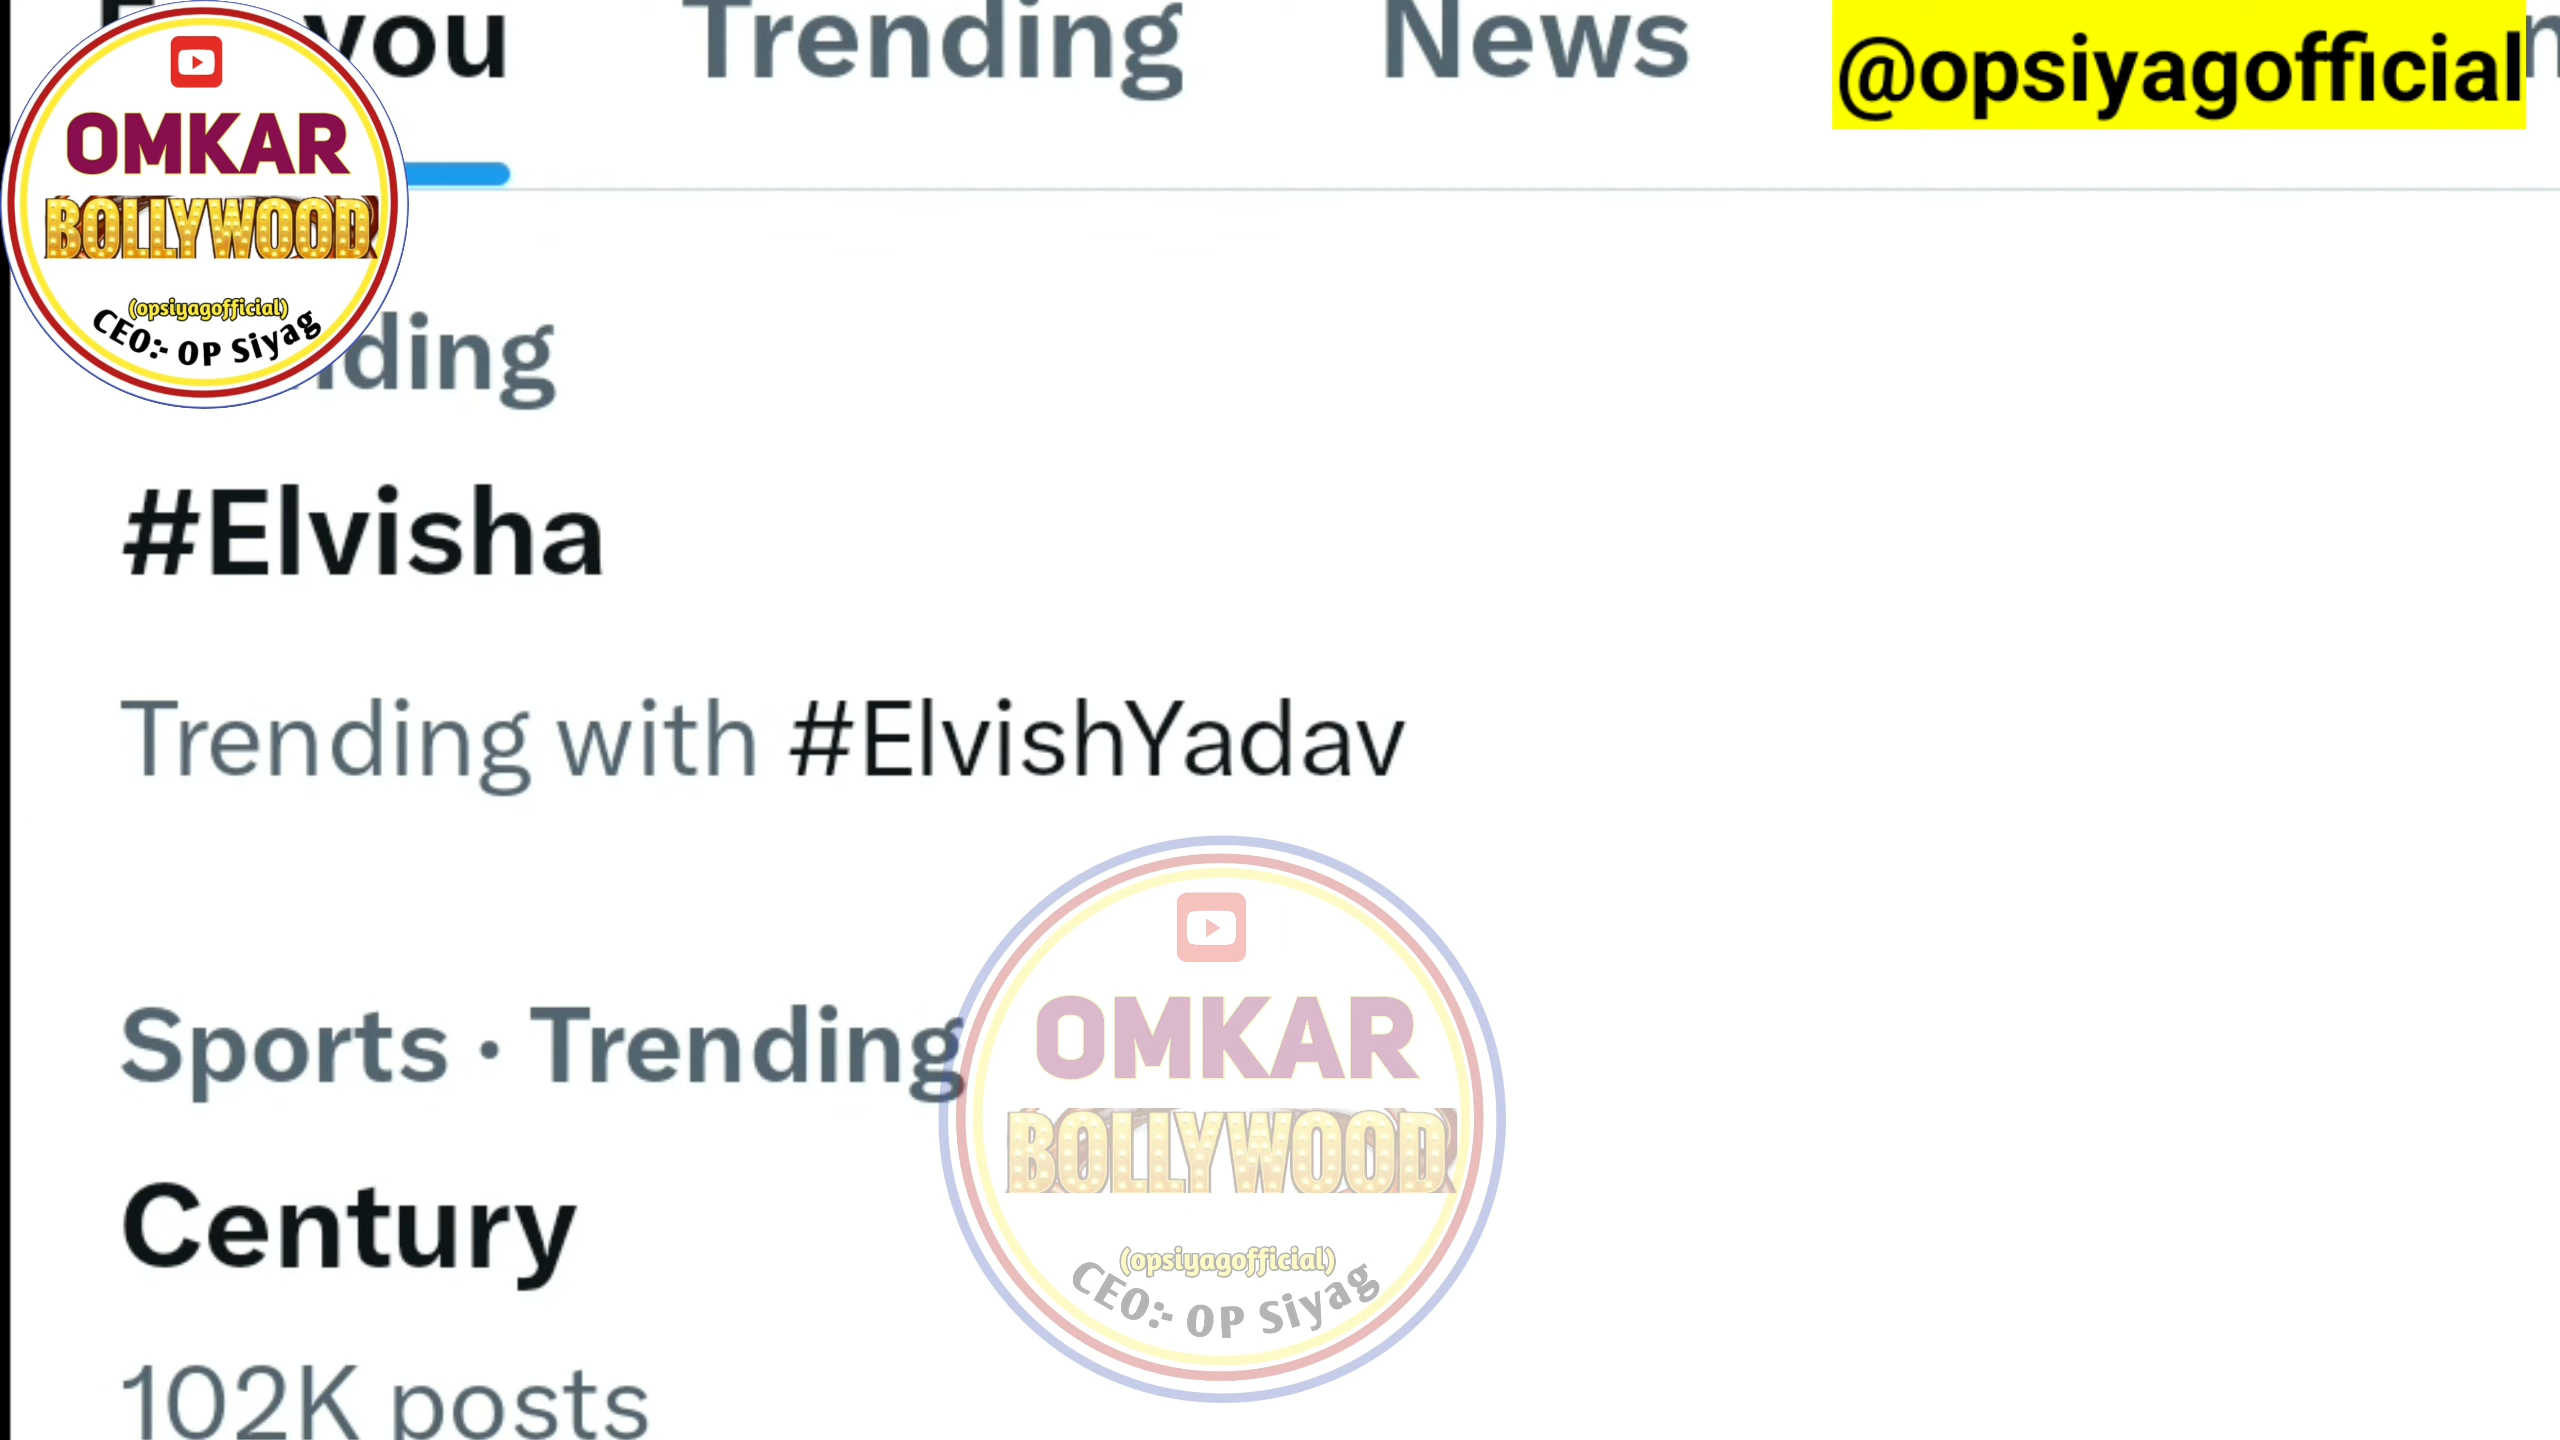 you Trending News
@opsiyagofficial
OMKAR
BOLLYWOOD
(opsiyagofficial)
CEO:- OP Siyag
#Elvisha
Trending with #ElvishYadav
Sports · Trending
OMKAR
BOLLYWOOD
(opsiyagofficial)
CEO:- OP Siyag
Century
102K posts